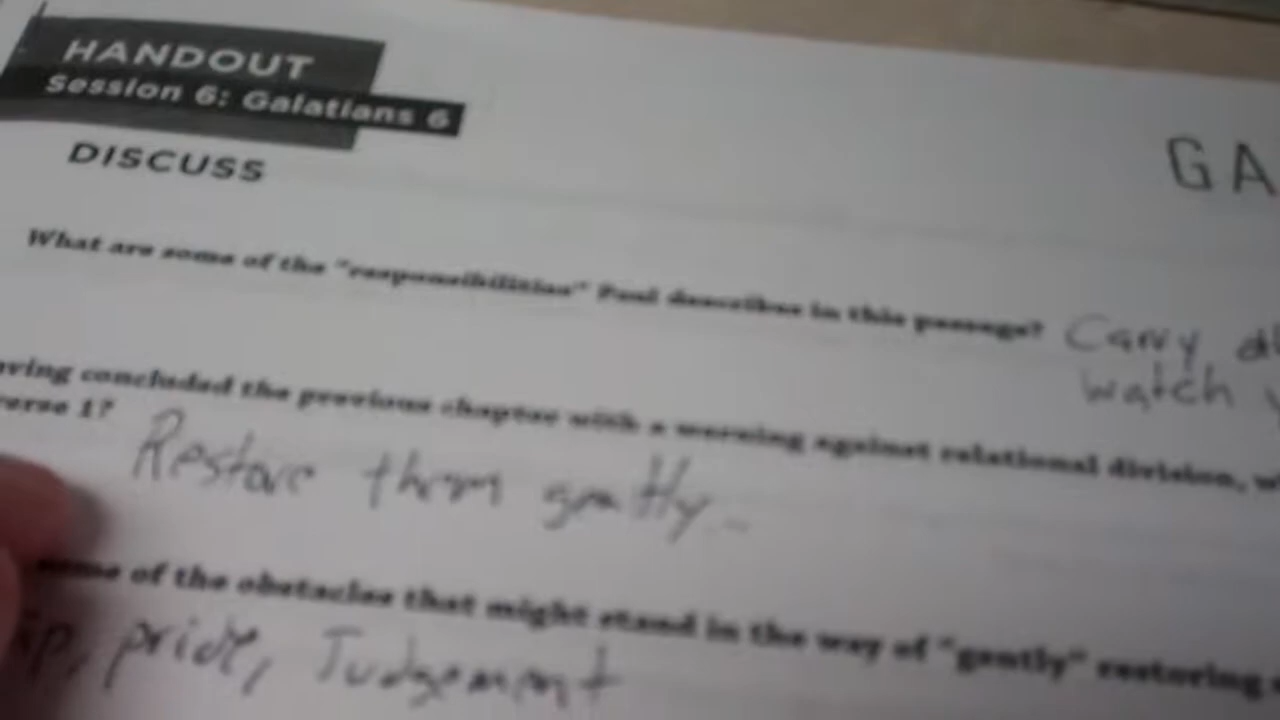 HANDOUT
Session 6: Galatians 6
GA
DISCUSS
What are some of the "responsibilities" Paul describes in this passage? Carry
watch
aving concluded the previous chapter with a warning against relational division,
verse 1? Restore them gently
some of the obstacles that might stand in the way of "gently" restoring
pride, Judgement